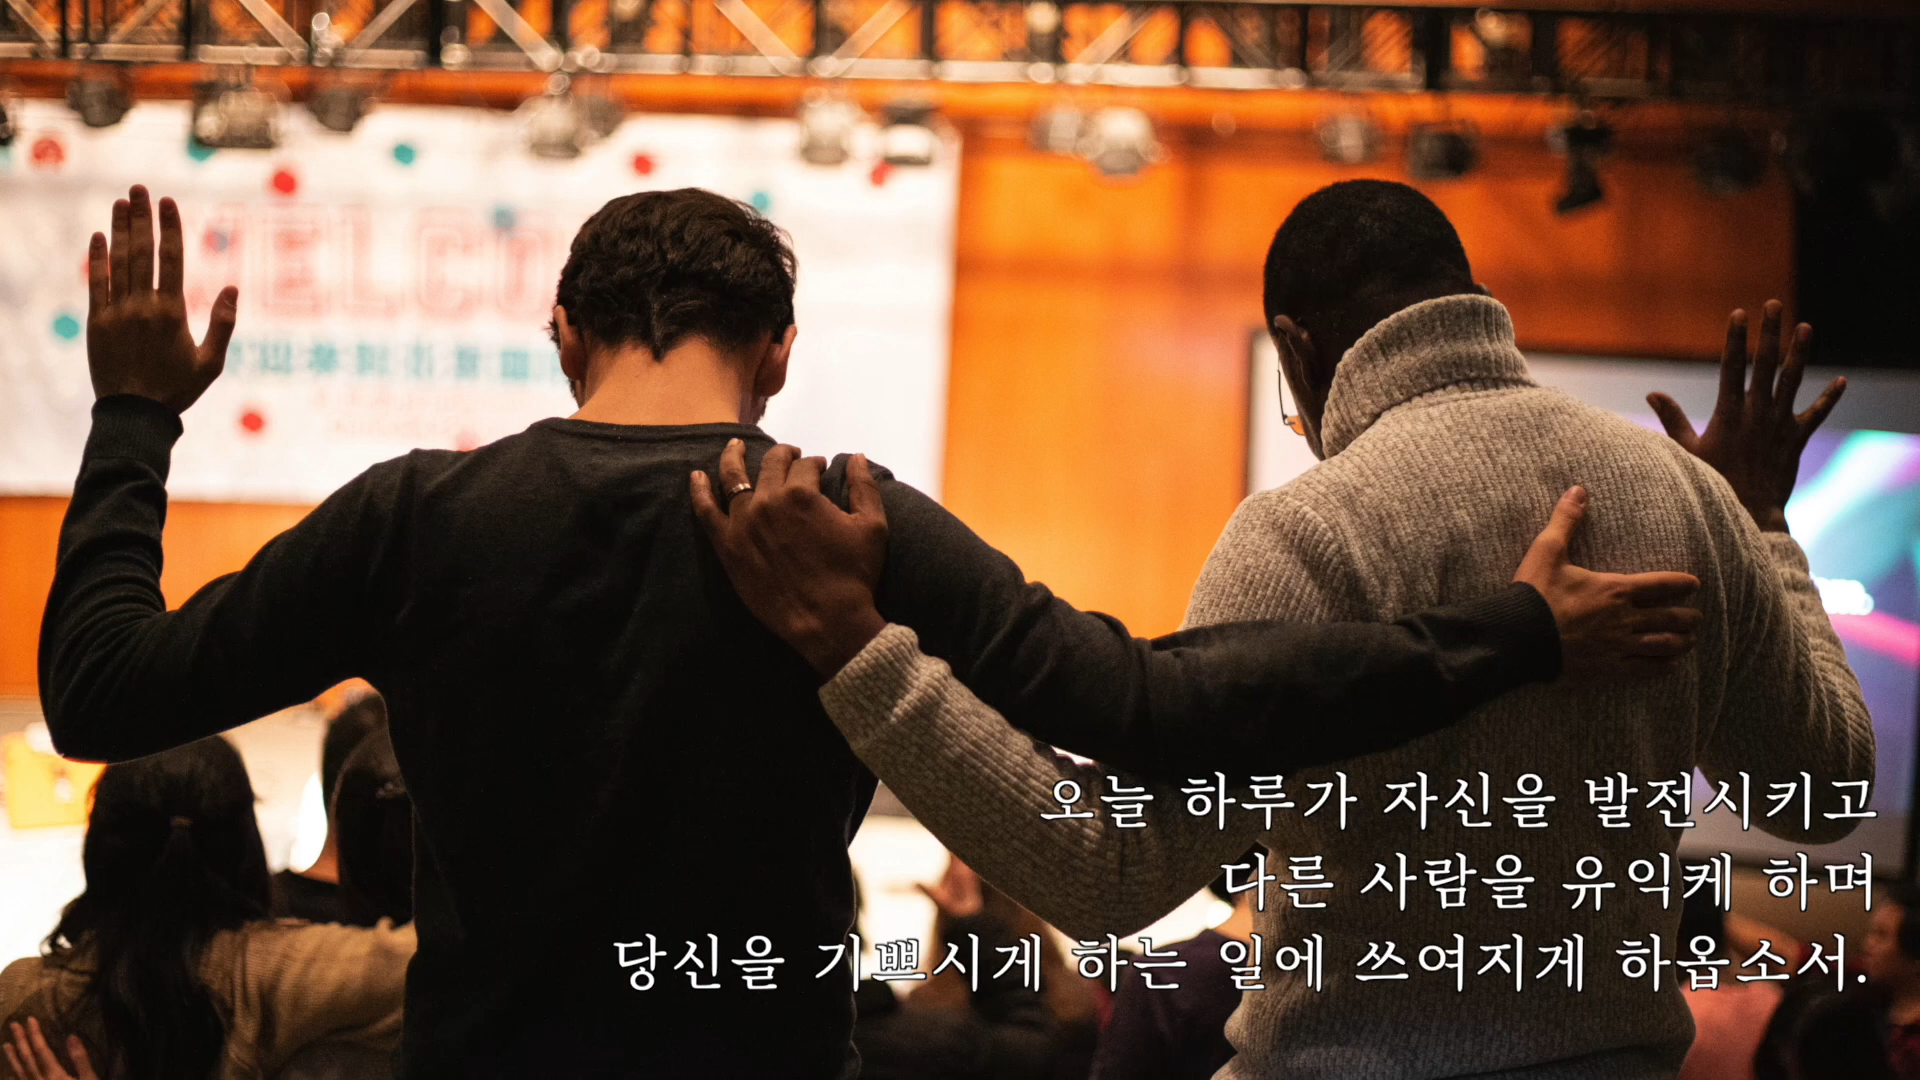 WELCO
오늘 하루가 자신을 발전시키고
다른 사람을 유익케 하며
당신을 기쁘시게 하는 일에 쓰여지게 하옵소서.